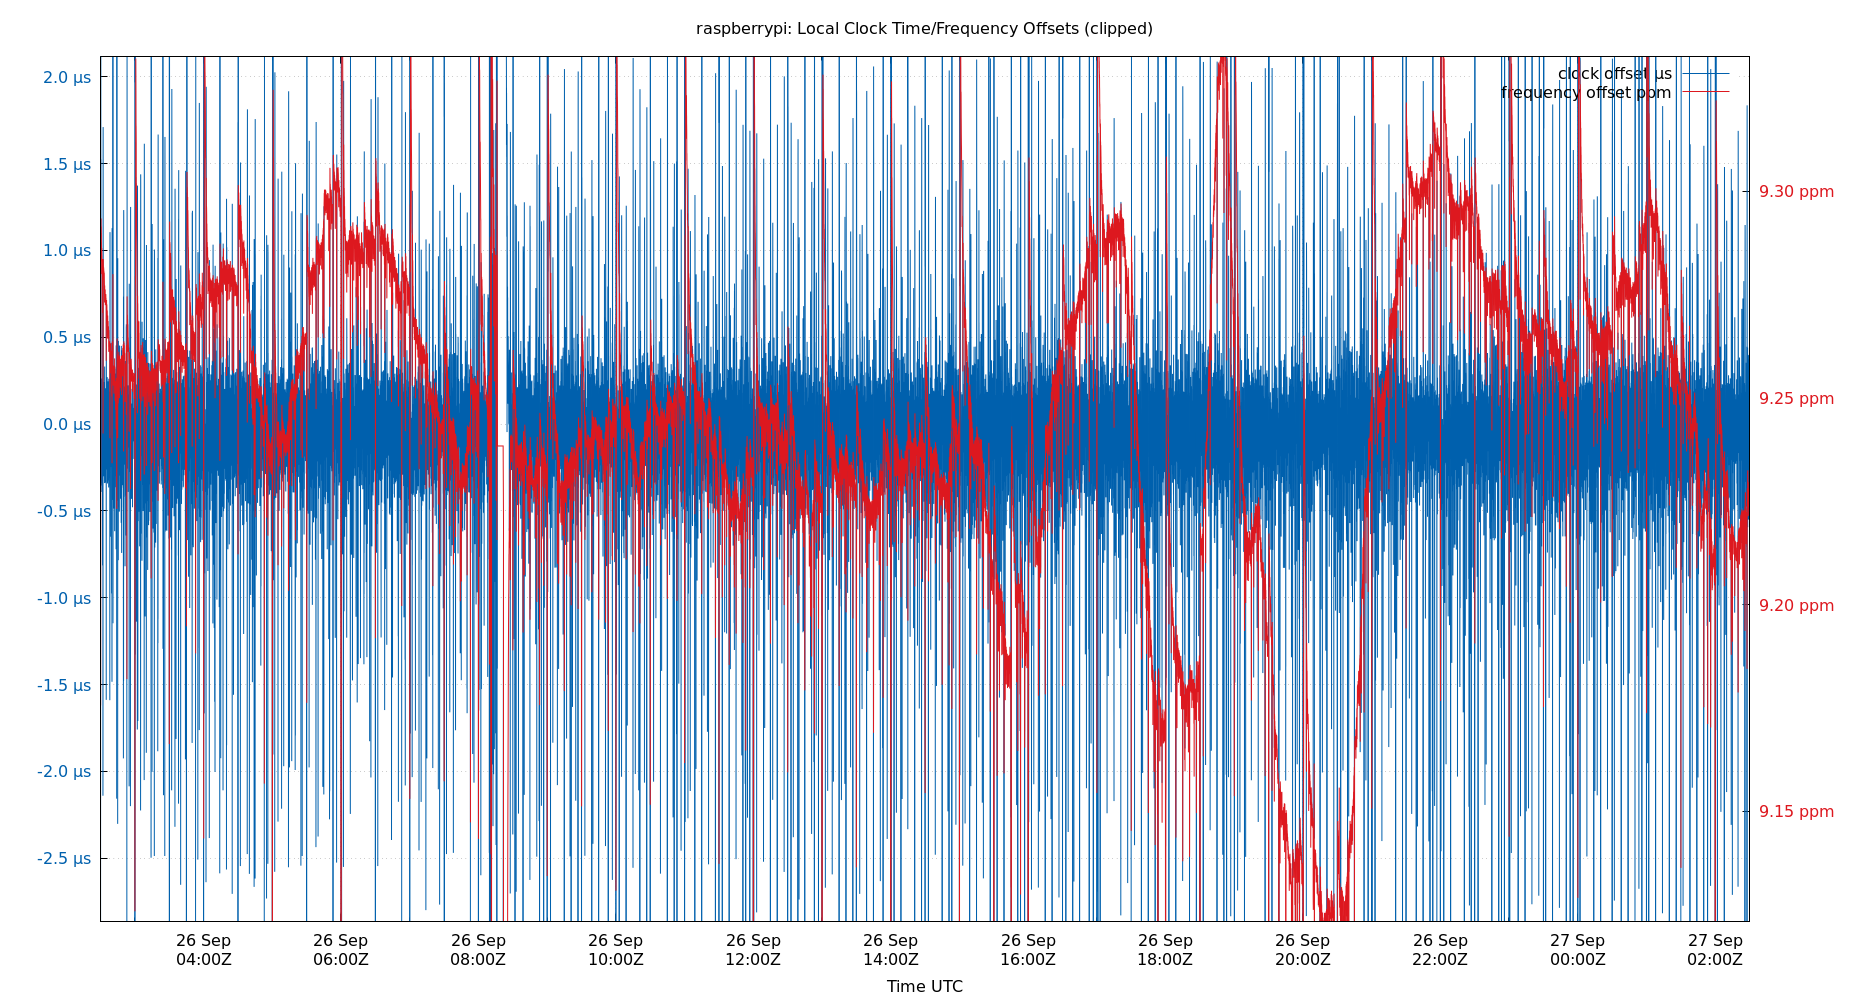 raspberrypi: Local Clock Time/Frequency Offsets (clipped)
clock offset µs
frequency offset ppm
2.0 µs
1.5 µs
1.0 µs
0.5 µs
0.0 µs
-0.5 µs
-1.0 µs
-1.5 µs
-2.0 µs
-2.5 µs
9.30 ppm
9.25 ppm
9.20 ppm
9.15 ppm
26 Sep 26 Sep 26 Sep 26 Sep 26 Sep 26 Sep 26 Sep 26 Sep 26 Sep 26 Sep 27 Sep 27 Sep
04:00Z 06:00Z 08:00Z 10:00Z 12:00Z 14:00Z 16:00Z 18:00Z 20:00Z 22:00Z 00:00Z 02:00Z
Time UTC